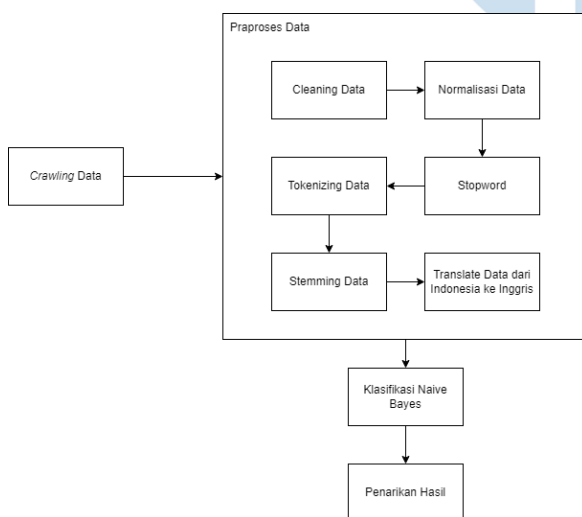 Praproses Data
Cleaning Data
Normalisasi Data
Crawling Data
Tokenizing Data
Stopword
Stemming Data
Translate Data dari
Indonesia ke Inggris
Klasifikasi Naive
Bayes
Penarikan Hasil